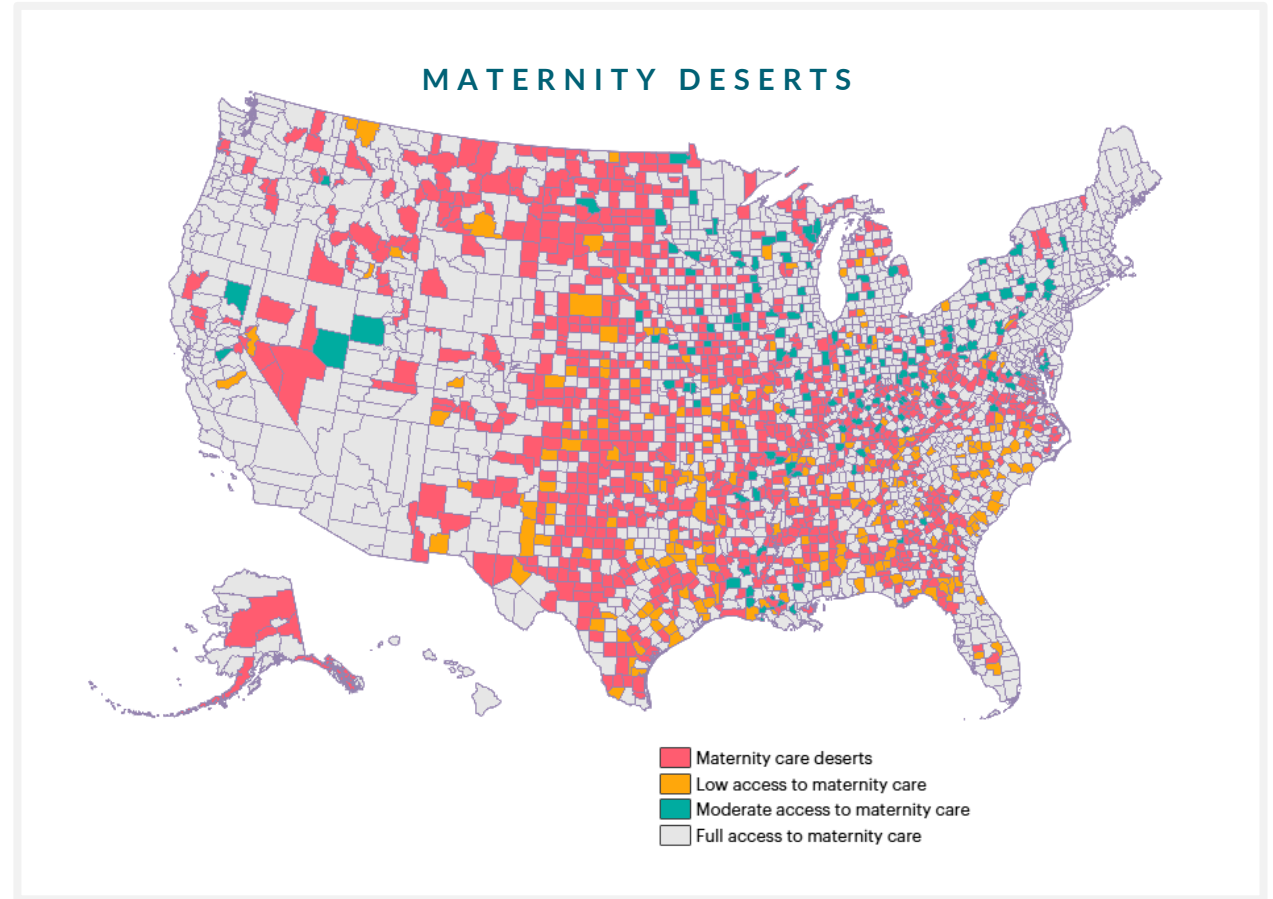 MATERNITY DESERTS
Maternity care deserts
Low access to maternity care
Moderate access to maternity care
Full access to maternity care